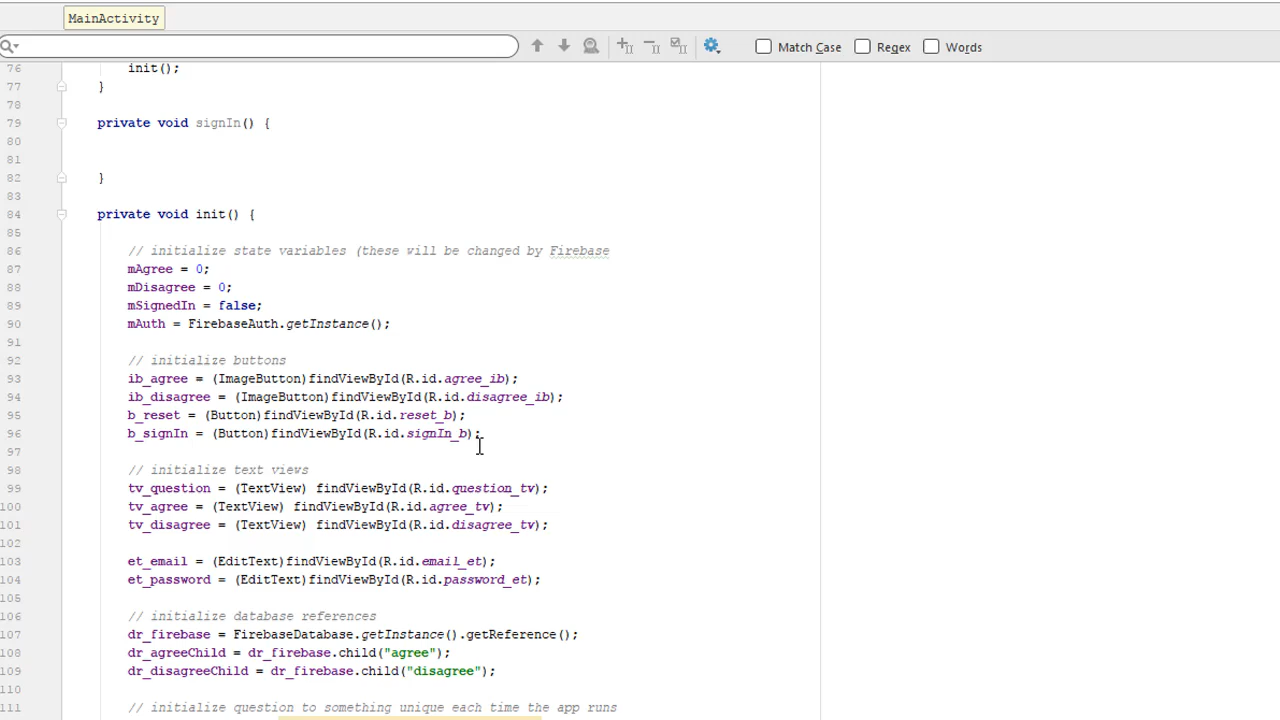 MainActivity
Match Case Regex Words
76 init();
77 }
78
79 private void signIn() {
80
81
82 }
83
84 private void init() {
85
86 // initialize state variables (these will be changed by Firebase
87 mAgree = 0;
88 mDisagree = 0;
89 mSignedIn = false;
90 mAuth = FirebaseAuth.getInstance();
91
92 // initialize buttons
93 ib_agree = (ImageButton)findViewById(R.id.agree_ib);
94 ib_disagree = (ImageButton)findViewById(R.id.disagree_ib);
95 b_reset = (Button)findViewById(R.id.reset_b);
96 b_signIn = (Button)findViewById(R.id.signIn_b);
97
98 // initialize text views
99 tv_question = (TextView) findViewById(R.id.question_tv);
100 tv_agree = (TextView) findViewById(R.id.agree_tv);
101 tv_disagree = (TextView) findViewById(R.id.disagree_tv);
102
103 et_email = (EditText)findViewById(R.id.email_et);
104 et_password = (EditText)findViewById(R.id.password_et);
105
106 // initialize database references
107 dr_firebase = FirebaseDatabase.getInstance().getReference();
108 dr_agreeChild = dr_firebase.child("agree");
109 dr_disagreeChild = dr_firebase.child("disagree");
110
111 // initialize question to something unique each time the app runs